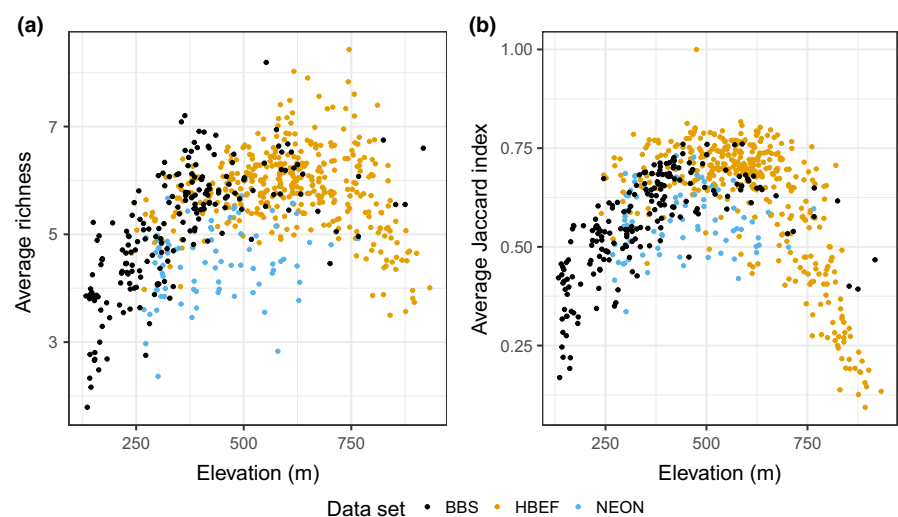 (a)
(b)
Average richness
7
5
3
250 500 750
Elevation (m)
Average Jaccard index
1.00
0.75
0.50
0.25
250 500 750
Elevation (m)
Data set BBS HBEF NEON